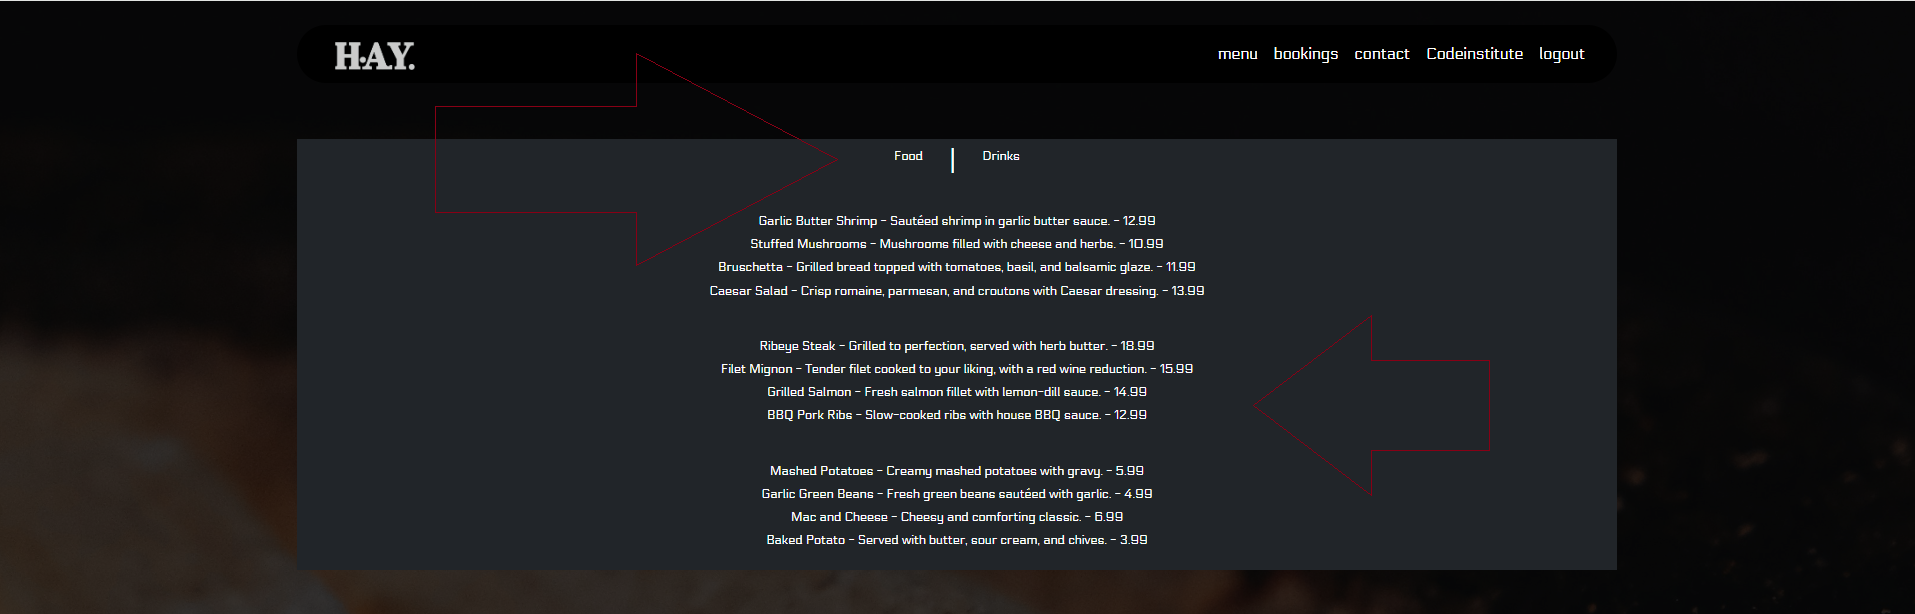 H.A.Y.
menu bookings contact Codeinstitute logout
Food | Drinks
Garlic Butter Shrimp - Sautéed shrimp in garlic butter sauce. - 12.99
Stuffed Mushrooms - Mushrooms filled with cheese and herbs. - 10.99
Bruschetta - Grilled bread topped with tomatoes, basil, and balsamic glaze. - 11.99
Caesar Salad - Crisp romaine, parmesan, and croutons with Caesar dressing. - 13.99
Ribeye Steak - Grilled to perfection, served with herb butter. - 18.99
Filet Mignon - Tender filet cooked to your liking, with a red wine reduction. - 15.99
Grilled Salmon - Fresh salmon fillet with lemon-dill sauce. - 14.99
BBQ Pork Ribs - Slow-cooked ribs with house BBQ sauce. - 12.99
Mashed Potatoes - Creamy mashed potatoes with gravy. - 5.99
Garlic Green Beans - Fresh green beans sautéed with garlic. - 4.99
Mac and Cheese - Cheesy and comforting classic. - 6.99
Baked Potato - Served with butter, sour cream, and chives. - 3.99